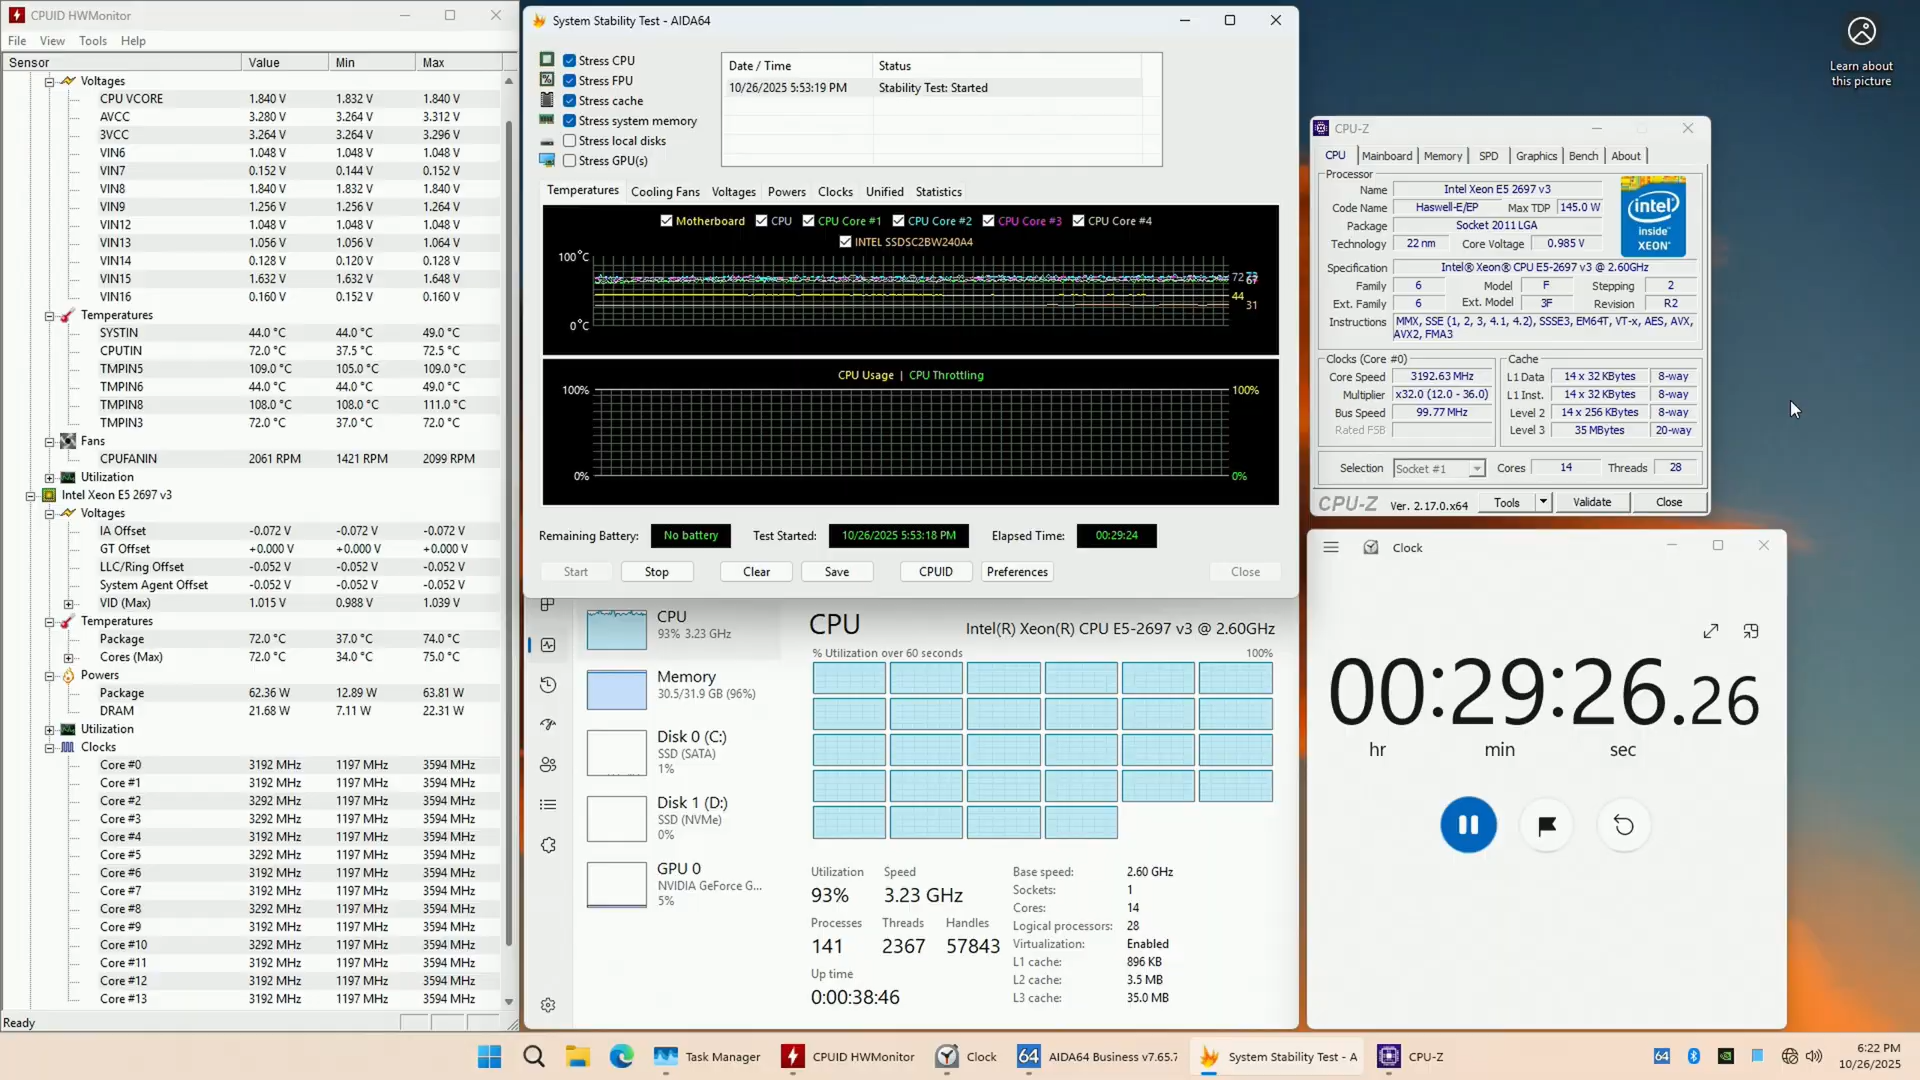 CPUID HWMonitor
File View Tools Help
Sensor Value Min Max
Voltages
CPU VCORE 1.840 V 1.832 V 1.840 V
AVCC 3.280 V 3.264 V 3.312 V
3VCC 3.264 V 3.264 V 3.296 V
VIN6 1.048 V 1.048 V 1.048 V
VIN7 0.152 V 0.144 V 0.152 V
VIN8 1.840 V 1.832 V 1.840 V
VIN9 1.256 V 1.256 V 1.264 V
VIN12 1.048 V 1.048 V 1.048 V
VIN13 1.056 V 1.056 V 1.064 V
VIN14 0.128 V 0.120 V 0.128 V
VIN15 1.632 V 1.632 V 1.648 V
VIN16 0.160 V 0.152 V 0.160 V
Temperatures
SYSTIN 44.0 °C 44.0 °C 49.0 °C
CPUTIN 72.0 °C 37.5 °C 72.5 °C
TMPIN5 109.0 °C 105.0 °C 109.0 °C
TMPIN6 44.0 °C 44.0 °C 49.0 °C
TMPIN8 108.0 °C 108.0 °C 111.0 °C
TMPIN3 72.0 °C 37.0 °C 72.0 °C
Fans
CPUFANIN 2061 RPM 1421 RPM 2099 RPM
Utilization
Intel Xeon E5 2697 v3
Voltages
IA Offset -0.072 V -0.072 V -0.072 V
GT Offset +0.000 V +0.000 V +0.000 V
LLC/Ring Offset -0.052 V -0.052 V -0.052 V
System Agent Offset -0.052 V -0.052 V -0.052 V
VID (Max) 1.015 V 0.988 V 1.039 V
Temperatures
Package 72.0 °C 37.0 °C 74.0 °C
Cores (Max) 72.0 °C 34.0 °C 75.0 °C
Powers
Package 62.36 W 12.89 W 63.81 W
DRAM 21.68 W 7.11 W 22.31 W
Utilization
Clocks
Core #0 3192 MHz 1197 MHz 3594 MHz
Core #1 3192 MHz 1197 MHz 3594 MHz
Core #2 3292 MHz 1197 MHz 3594 MHz
Core #3 3292 MHz 1197 MHz 3594 MHz
Core #4 3192 MHz 1197 MHz 3594 MHz
Core #5 3292 MHz 1197 MHz 3594 MHz
Core #6 3192 MHz 1197 MHz 3594 MHz
Core #7 3192 MHz 1197 MHz 3594 MHz
Core #8 3292 MHz 1197 MHz 3594 MHz
Core #9 3192 MHz 1197 MHz 3594 MHz
Core #10 3292 MHz 1197 MHz 3594 MHz
Core #11 3192 MHz 1197 MHz 3594 MHz
Core #12 3192 MHz 1197 MHz 3594 MHz
Core #13 3192 MHz 1197 MHz 3594 MHz
Ready
System Stability Test - AIDA64
Stress CPU
Stress FPU
Stress cache
Stress system memory
Stress local disks
Stress GPU(s)
Date / Time Status
10/26/2025 5:53:19 PM Stability Test: Started
Temperatures Cooling Fans Voltages Powers Clocks Unified Statistics
Motherboard CPU CPU Core #1 CPU Core #2 CPU Core #3 CPU Core #4
INTEL SSDSC2BW240A4
100°C
72
44
31
0°C
CPU Usage | CPU Throttling
100% 100%
0% 0%
Remaining Battery: No battery Test Started: 10/26/2025 5:53:18 PM Elapsed Time: 00:29:24
Start Stop Clear Save CPUID Preferences Close
CPU
93% 3.23 GHz
Memory
30.5/31.9 GB (96%)
Disk 0 (C:)
SSD (SATA)
1%
Disk 1 (D:)
SSD (NVMe)
0%
GPU 0
NVIDIA GeForce G...
5%
CPU Intel(R) Xeon(R) CPU E5-2697 v3 @ 2.60GHz
% Utilization over 60 seconds 100%
Utilization Speed
93% 3.23 GHz
Processes Threads Handles
141 2367 57843
Up time
0:00:38:46
Base speed: 2.60 GHz
Sockets: 1
Cores: 14
Logical processors: 28
Virtualization: Enabled
L1 cache: 896 KB
L2 cache: 3.5 MB
L3 cache: 35.0 MB
Learn about
this picture
CPU-Z
CPU Mainboard Memory SPD Graphics Bench About
Processor
Name Intel Xeon E5 2697 v3
Code Name Haswell-E/EP Max TDP 145.0 W
Package Socket 2011 LGA
Technology 22 nm Core Voltage 0.985 V
intel
inside™
XEON®
Specification Intel® Xeon® CPU E5-2697 v3 @ 2.60GHz
Family 6 Model F Stepping 2
Ext. Family 6 Ext. Model 3F Revision R2
Instructions MMX, SSE (1, 2, 3, 4.1, 4.2), SSSE3, EM64T, VT-x, AES, AVX,
AVX2, FMA3
Clocks (Core #0)
Core Speed 3192.63 MHz
Multiplier x32.0 (12.0 - 36.0)
Bus Speed 99.77 MHz
Rated FSB
Cache
L1 Data 14 x 32 KBytes 8-way
L1 Inst. 14 x 32 KBytes 8-way
Level 2 14 x 256 KBytes 8-way
Level 3 35 MBytes 20-way
Selection Socket #1 Cores 14 Threads 28
CPU-Z Ver. 2.17.0.x64 Tools Validate Close
Clock
00:29:26.26
hr min sec
Task Manager CPUID HWMonitor Clock 64 AIDA64 Business v7.65.7 System Stability Test - A CPU-Z
64
6:22 PM
10/26/2025